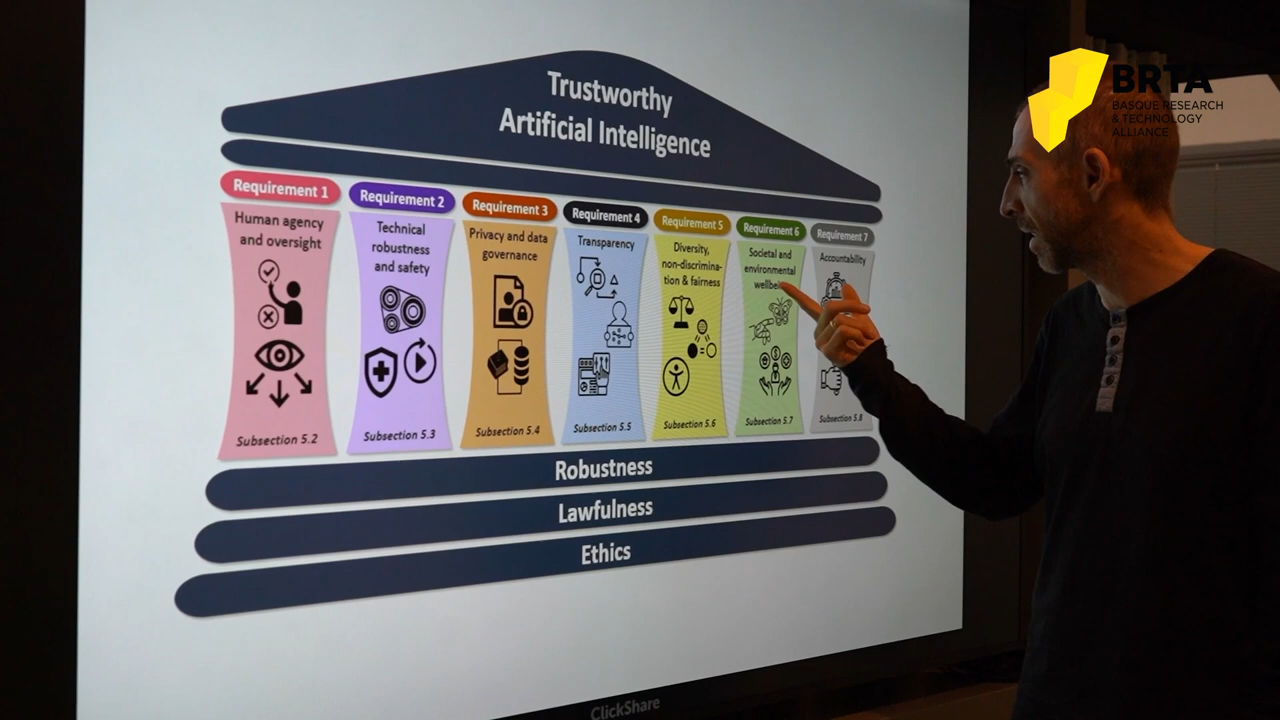 BRTA
BASQUE RESEARCH
& TECHNOLOGY
ALLIANCE
Trustworthy
Artificial Intelligence
Requirement 1
Human agency
and oversight
Subsection 5.2
Requirement 2
Technical
robustness
and safety
Subsection 5.3
Requirement 3
Privacy and data
governance
Subsection 5.4
Requirement 4
Transparency
Subsection 5.5
Requirement 5
Diversity,
non-discrimina-
tion & fairness
Subsection 5.6
Requirement 6
Societal and
environmental
Subsection 5.7
Requirement 7
Accountability
Subsection 5.8
Robustness
Lawfulness
Ethics
ClickShare